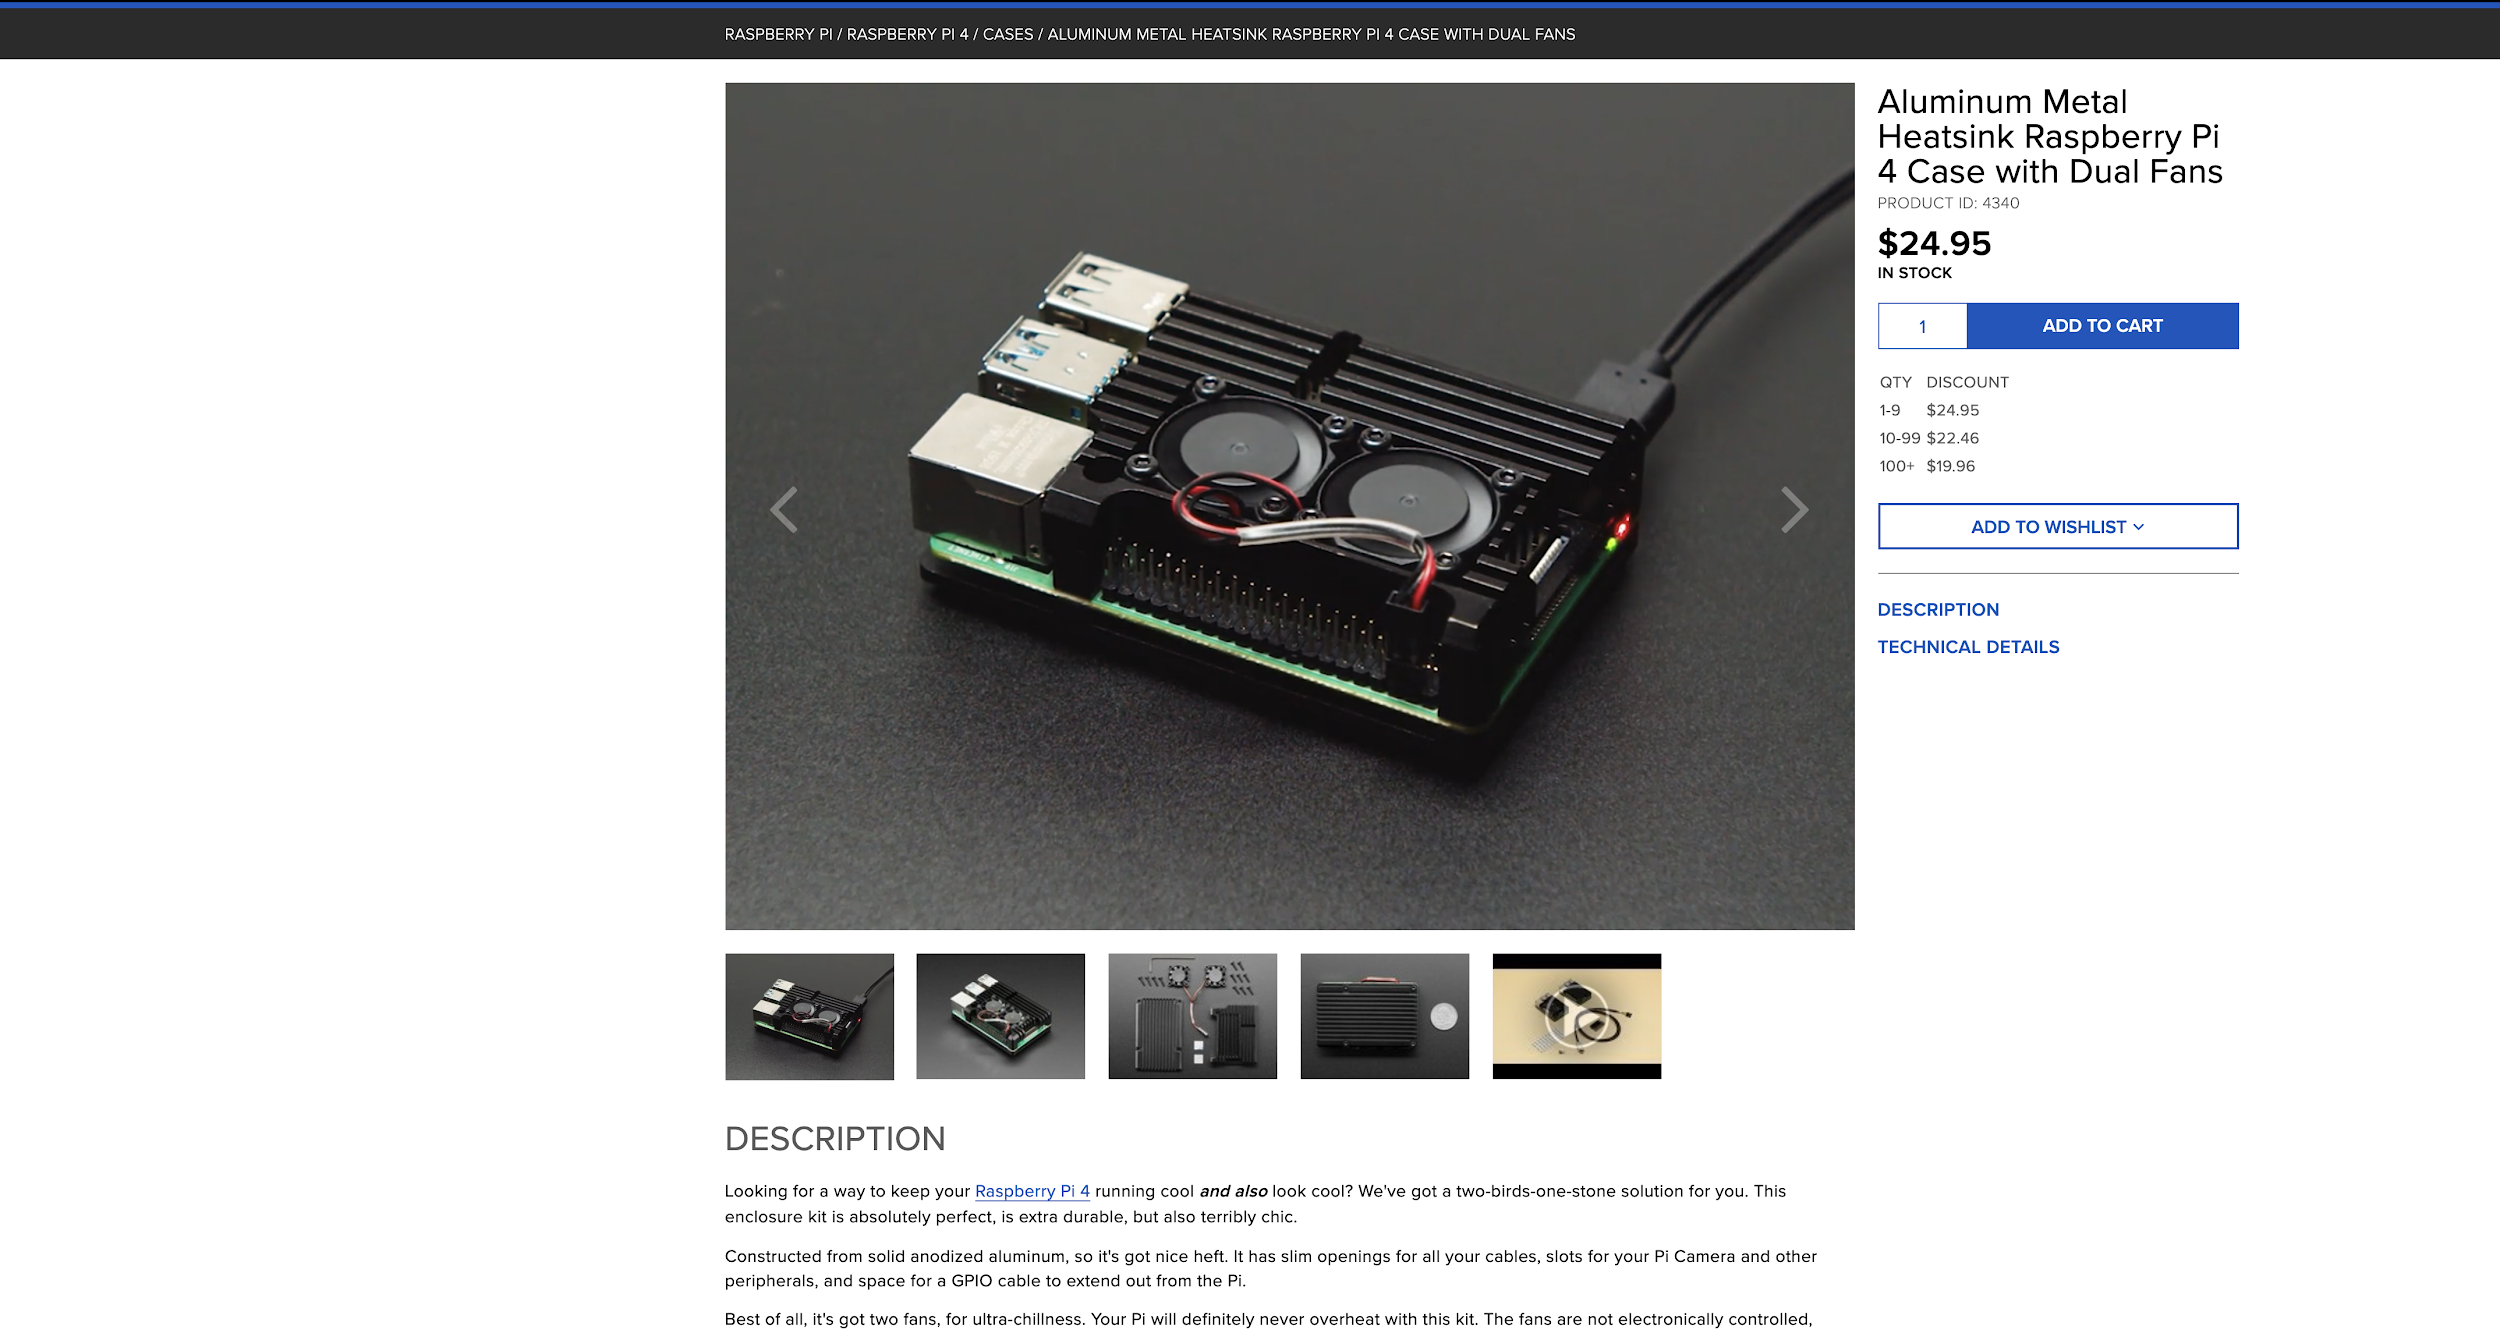 RASPBERRY PI / RASPBERRY PI 4 / CASES / ALUMINUM METAL HEATSINK RASPBERRY PI 4 CASE WITH DUAL FANS
Aluminum Metal
Heatsink Raspberry Pi
4 Case with Dual Fans
PRODUCT ID: 4340
$24.95
IN STOCK
1 ADD TO CART
QTY DISCOUNT
1-9 $24.95
10-99 $22.46
100+ $19.96
ADD TO WISHLIST
DESCRIPTION
TECHNICAL DETAILS
DESCRIPTION
Looking for a way to keep your Raspberry Pi 4 running cool and also look cool? We've got a two-birds-one-stone solution for you. This
enclosure kit is absolutely perfect, is extra durable, but also terribly chic.
Constructed from solid anodized aluminum, so it's got nice heft. It has slim openings for all your cables, slots for your Pi Camera and other
peripherals, and space for a GPIO cable to extend out from the Pi.
Best of all, it's got two fans, for ultra-chillness. Your Pi will definitely never overheat with this kit. The fans are not electronically controlled,